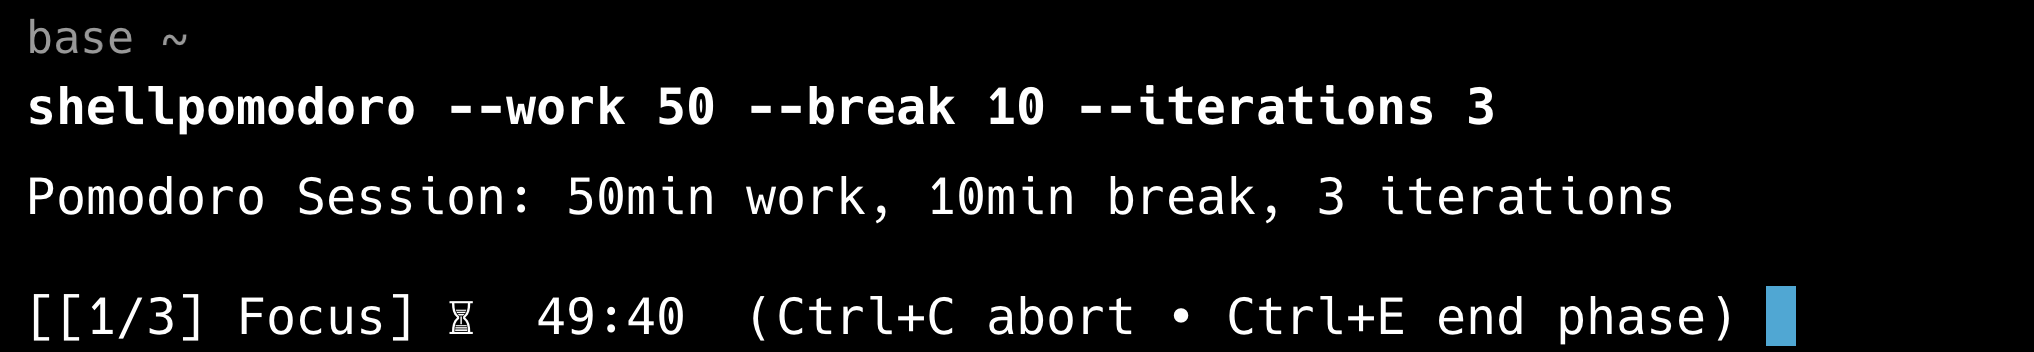 base ~
shellpomodoro --work 50 --break 10 --iterations 3
Pomodoro Session: 50min work, 10min break, 3 iterations
[[1/3] Focus] ⏳  49:40  (Ctrl+C abort • Ctrl+E end phase)